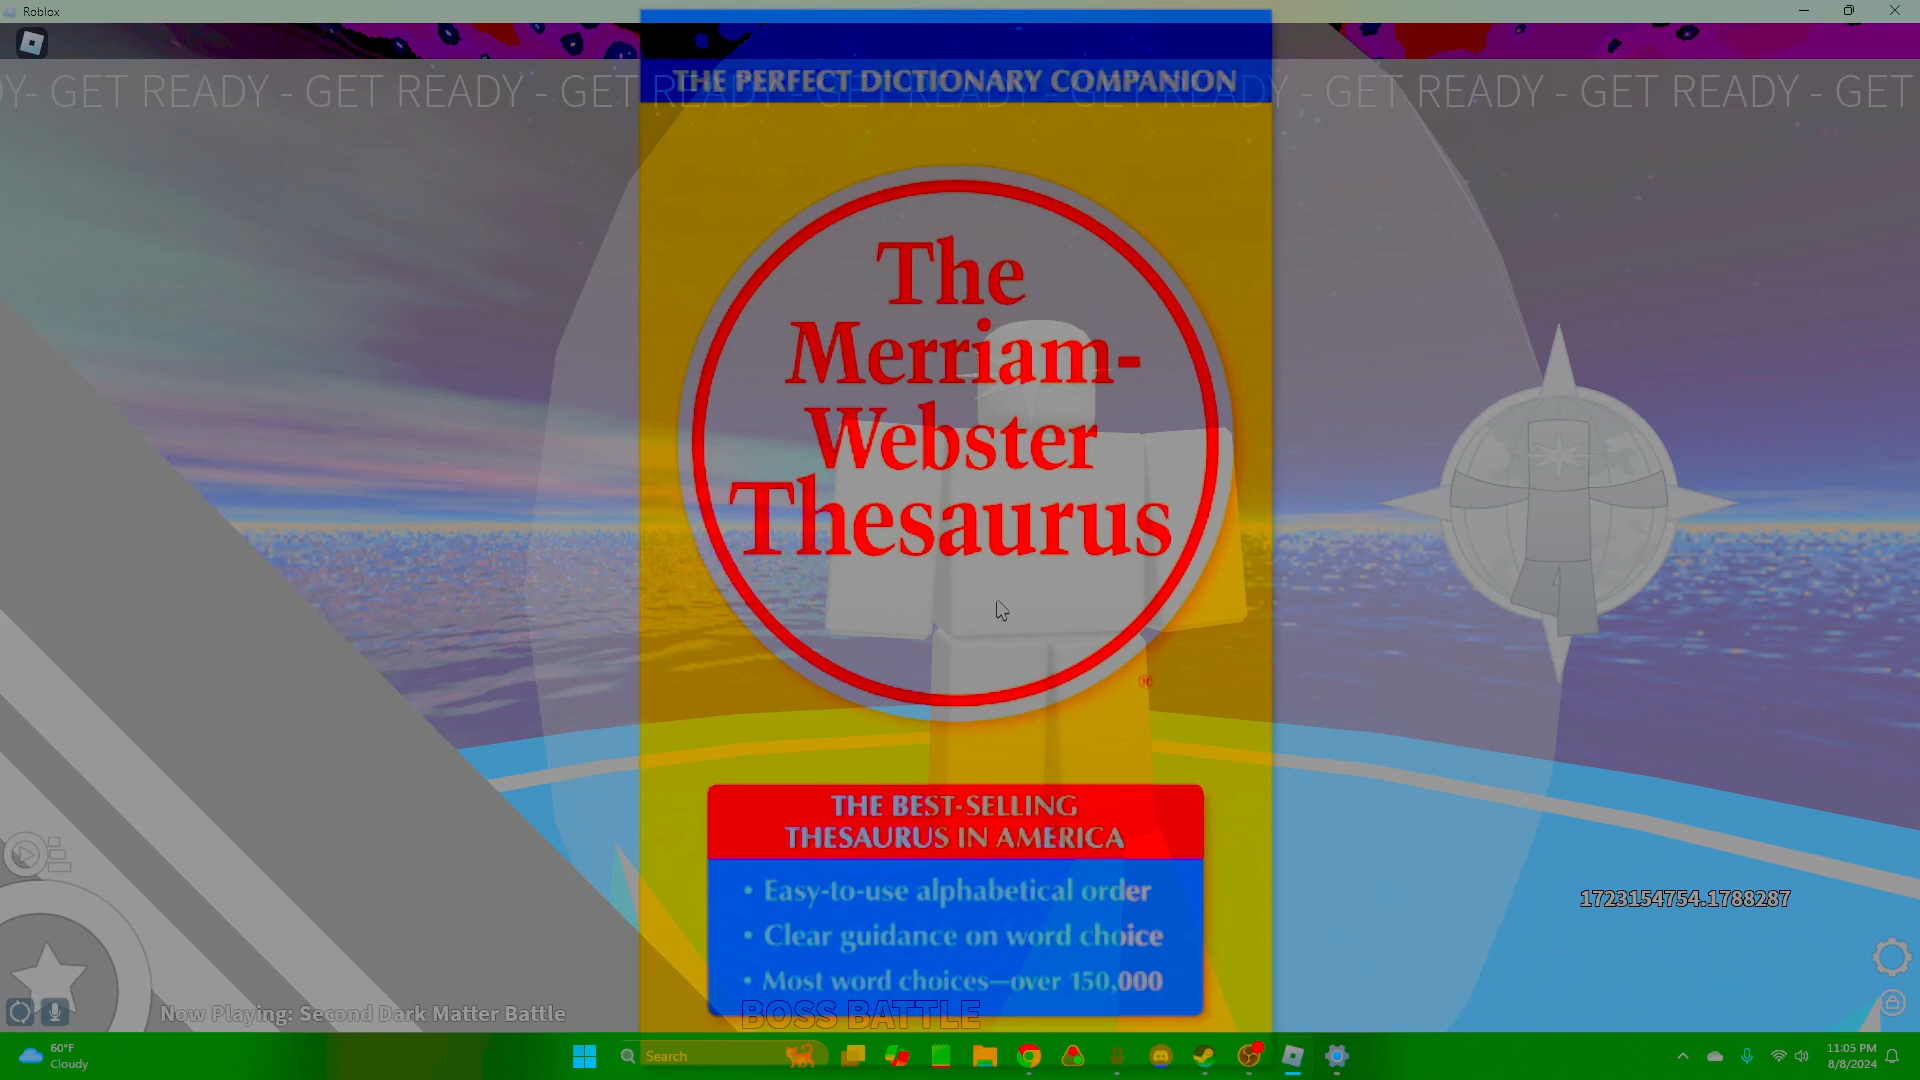 Roblox
Y- GET READY - GET READY - GET READY - GET READY - GET READY - GET READY - GET READY - GET
THE PERFECT DICTIONARY COMPANION
The
Merriam-
Webster
Thesaurus
THE BEST-SELLING
THESAURUS IN AMERICA
• Easy-to-use alphabetical order
• Clear guidance on word choice
• Most word choices—over 150,000
1723154754.1788287
Now Playing: Second Dark Matter Battle
BOSS BATTLE
60°F
Cloudy
Search
11:05 PM
8/8/2024